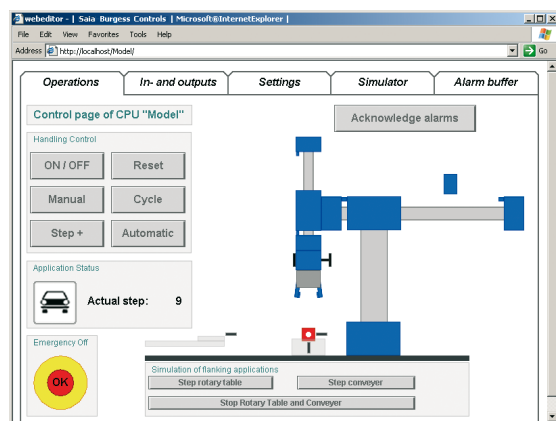 webeditor - | Saia Burgess Controls | Microsoft®InternetExplorer |
File Edit View Favorites Tools Help
Address http://localhost/Model/ Go
Operations In- and outputs Settings Simulator Alarm buffer
Control page of CPU "Model" Acknowledge alarms
Handling Control
ON / OFF Reset
Manual Cycle
Step + Automatic
Application Status
Actual step: 9
Emergency Off
OK
Simulation of flanking applications
Step rotary table Step conveyer
Stop Rotary Table and Conveyer